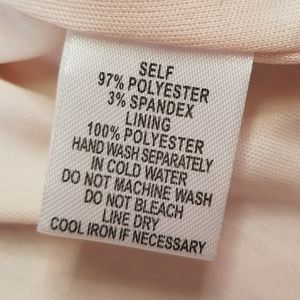 SELF
97% POLYESTER
3% SPANDEX
LINING
100% POLYESTER
HAND WASH SEPARATELY
IN COLD WATER
DO NOT MACHINE WASH
DO NOT BLEACH
LINE DRY
COOL IRON IF NECESSARY